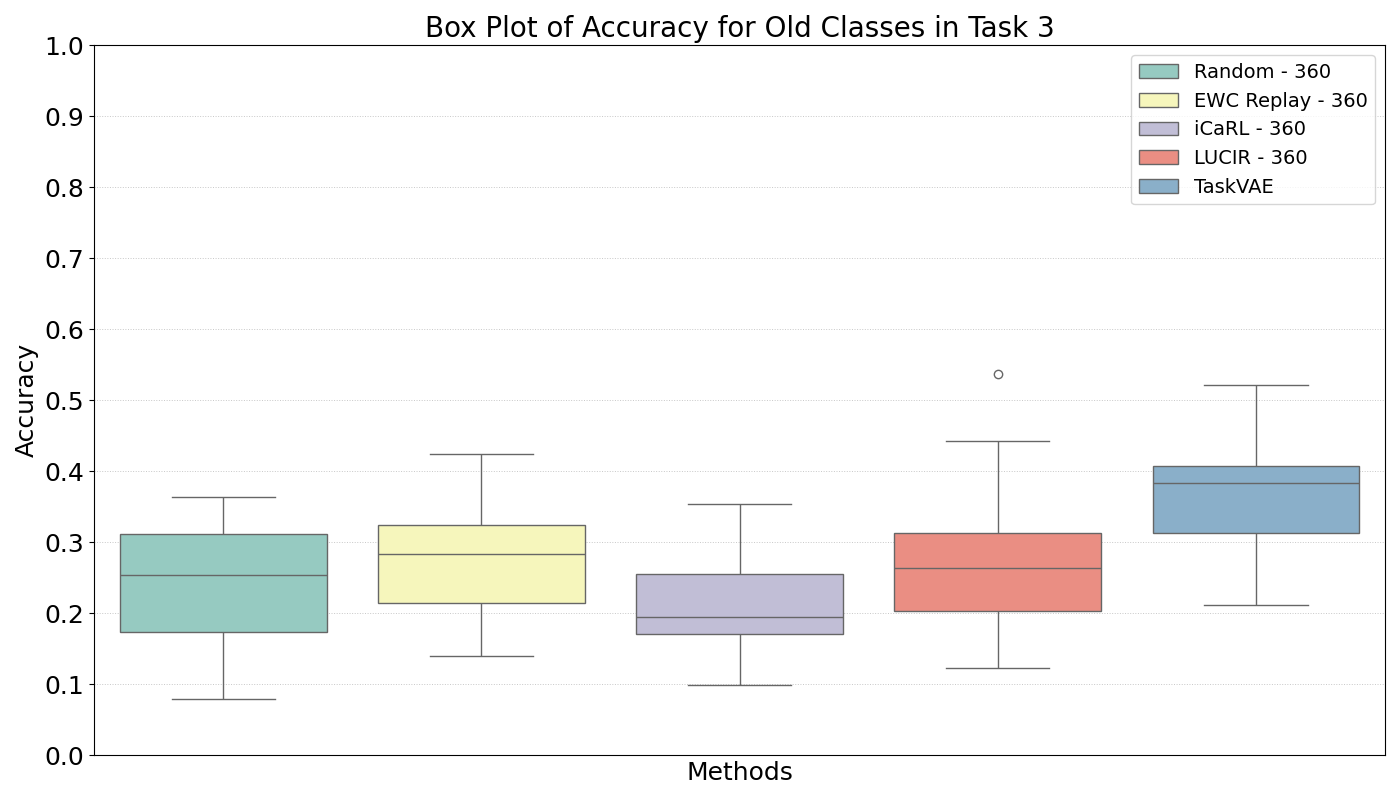 Box Plot of Accuracy for Old Classes in Task 3
1.0
0.9
0.8
0.7
0.6
0.5
0.4
0.3
0.2
0.1
0.0
Accuracy
Methods
Random - 360
EWC Replay - 360
iCaRL - 360
LUCIR - 360
TaskVAE